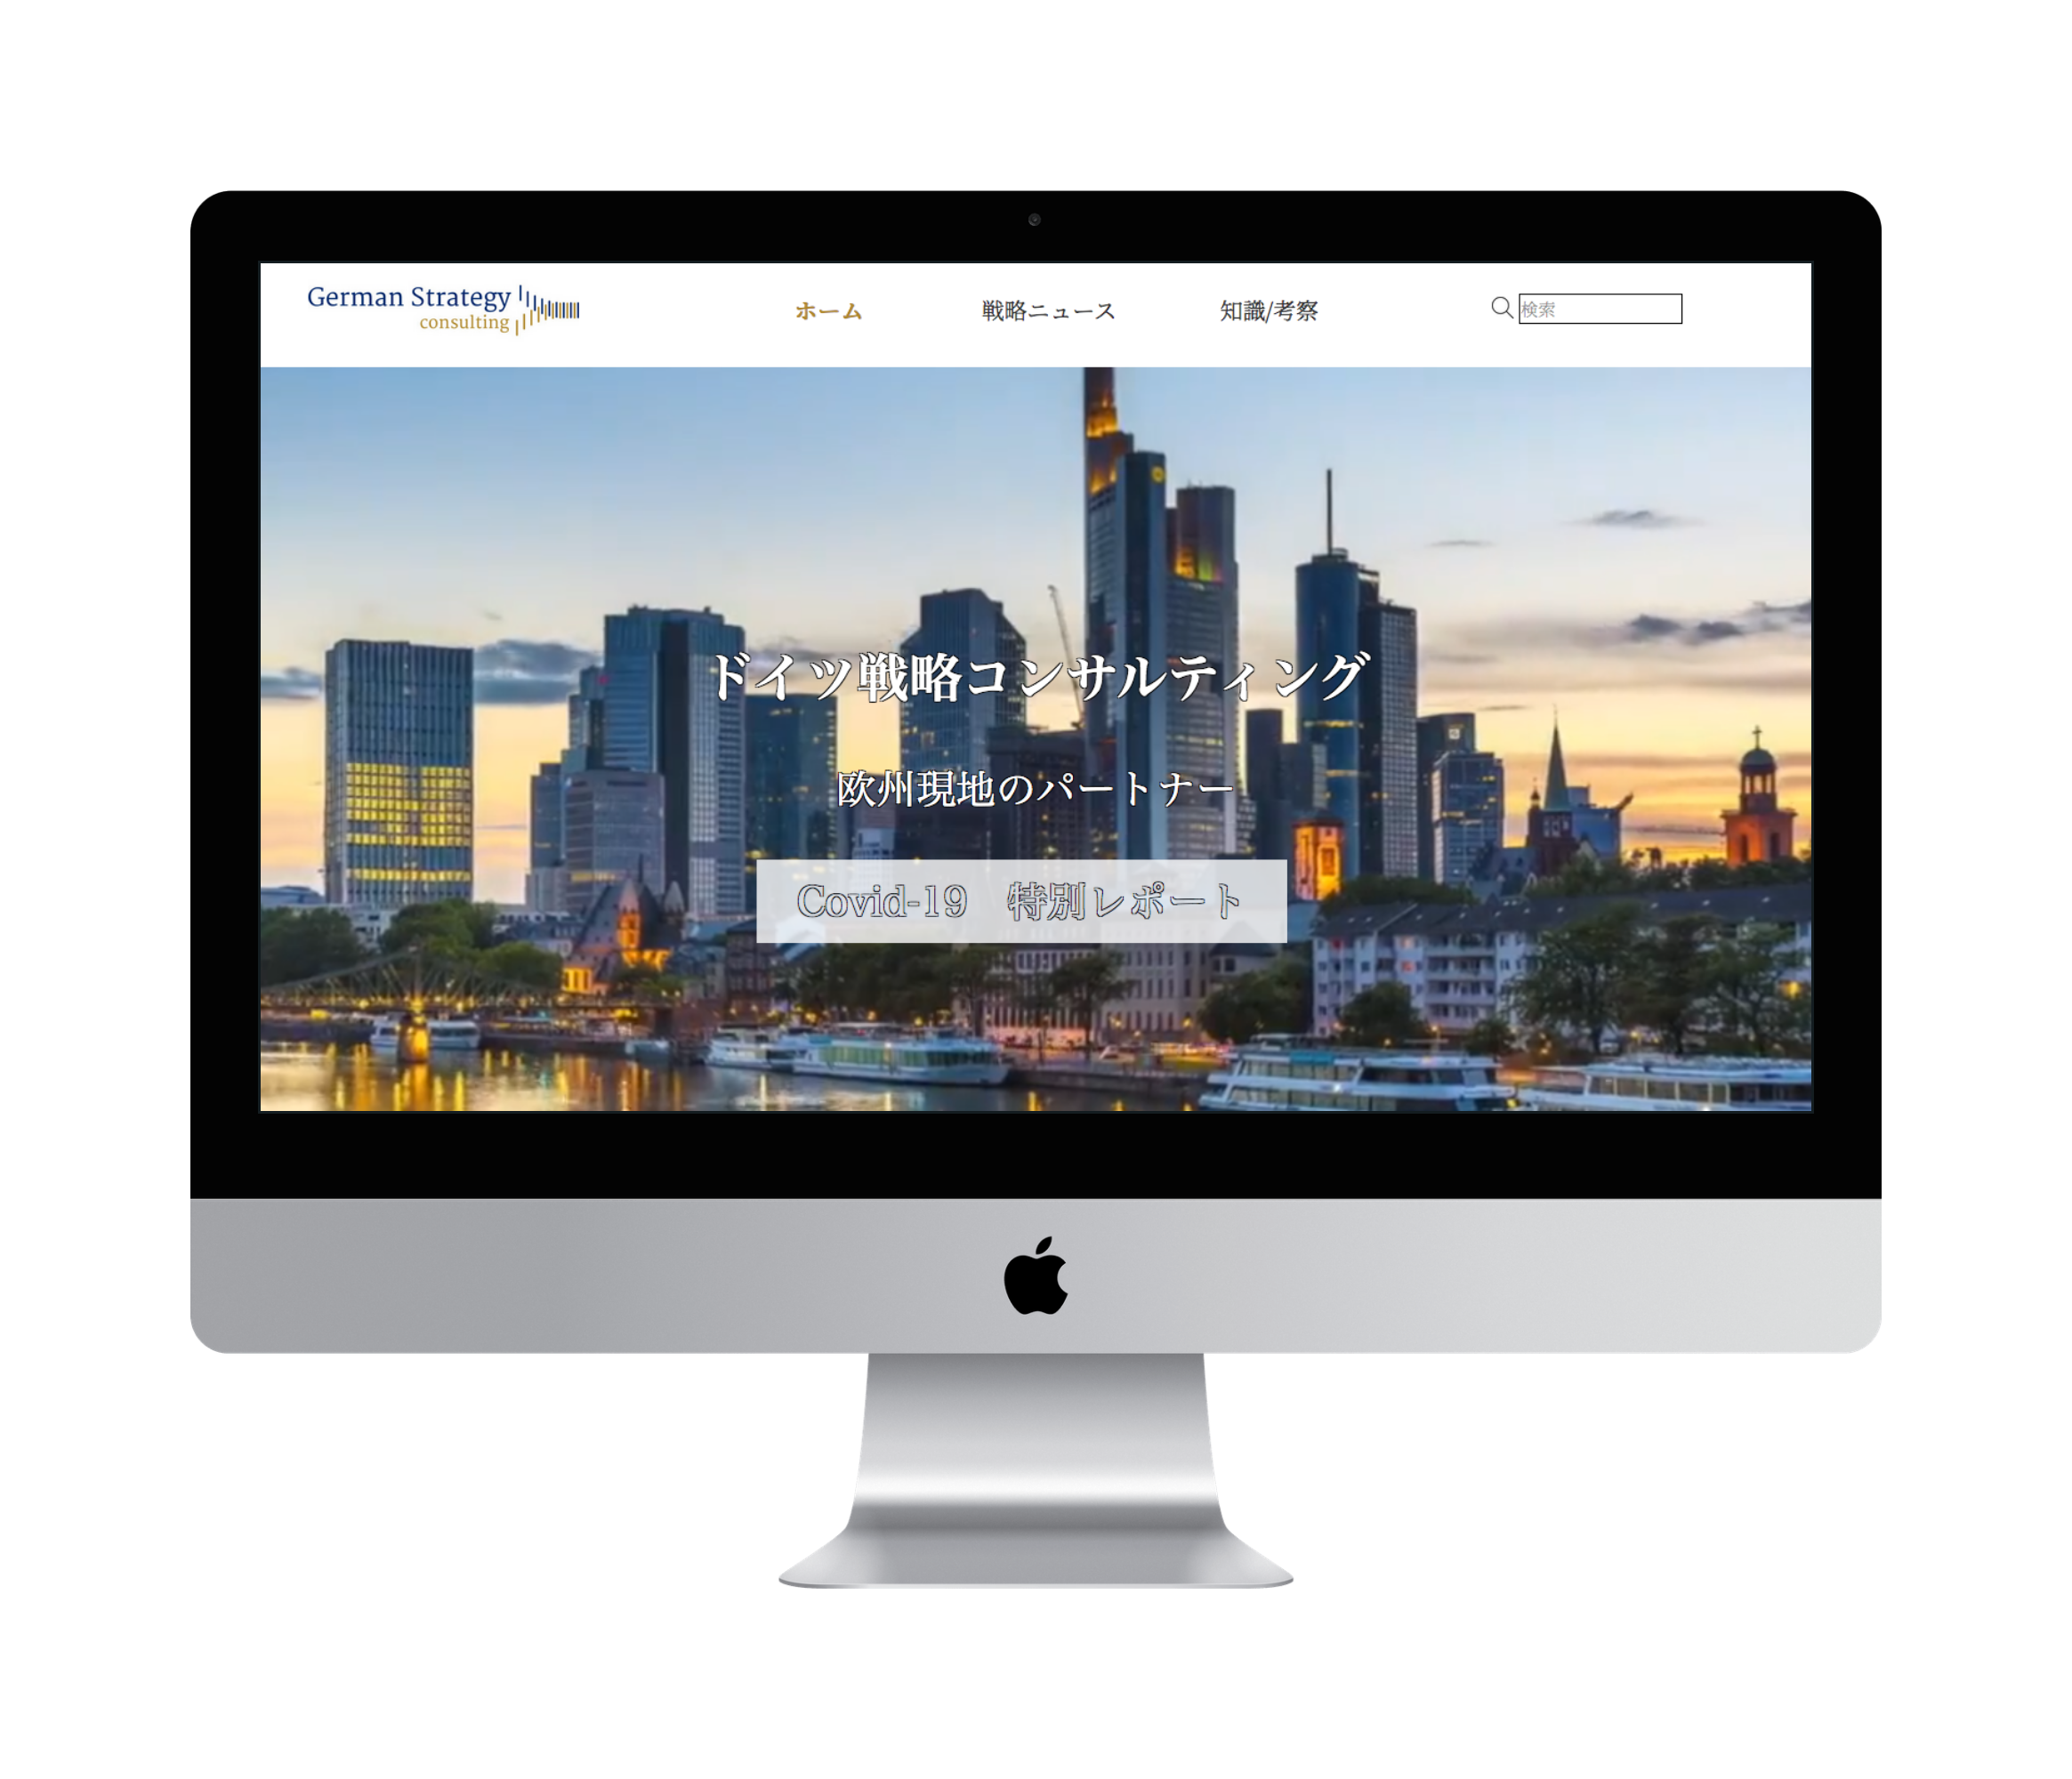 German Strategy
consulting
ホーム
戦略ニュース
知識/考察
検索
ドイツ戦略コンサルティング
欧州現地のパートナー
Covid-19　特別レポート